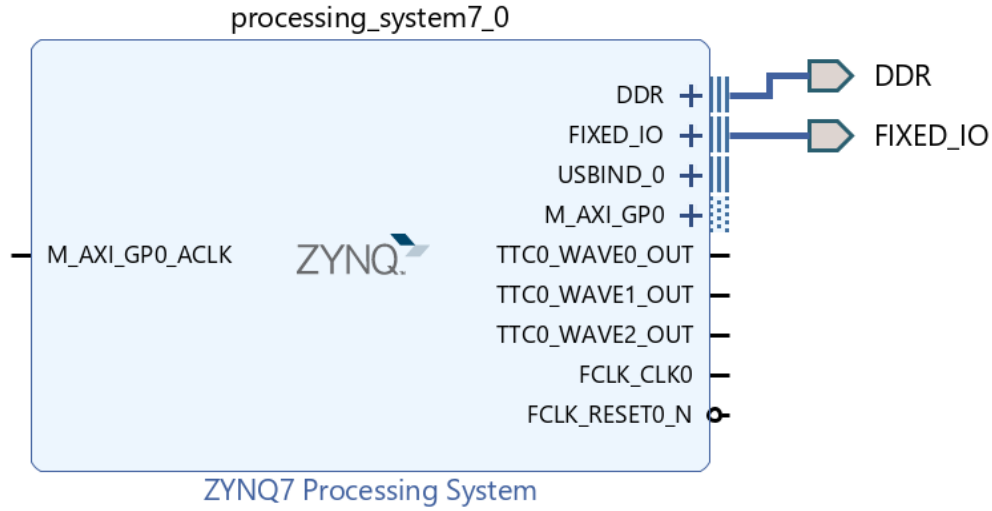 processing_system7_0
DDR
DDR
FIXED_IO
FIXED_IO
USBIND_0
M_AXI_GP0
M_AXI_GP0_ACLK
ZYNQ
TTC0_WAVE0_OUT
TTC0_WAVE1_OUT
TTC0_WAVE2_OUT
FCLK_CLK0
FCLK_RESET0_N
ZYNQ7 Processing System